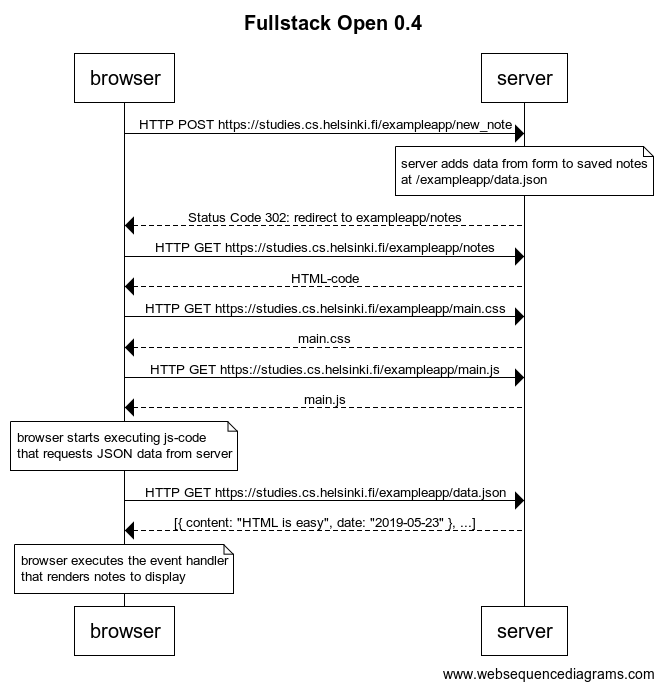 Fullstack Open 0.4
browser
server
HTTP POST https://studies.cs.helsinki.fi/exampleapp/new_note
server adds data from form to saved notes
at /exampleapp/data.json
Status Code 302: redirect to exampleapp/notes
HTTP GET https://studies.cs.helsinki.fi/exampleapp/notes
HTML-code
HTTP GET https://studies.cs.helsinki.fi/exampleapp/main.css
main.css
HTTP GET https://studies.cs.helsinki.fi/exampleapp/main.js
main.js
browser starts executing js-code
that requests JSON data from server
HTTP GET https://studies.cs.helsinki.fi/exampleapp/data.json
[{ content: "HTML is easy", date: "2019-05-23" }, ...]
browser executes the event handler
that renders notes to display
browser
server
www.websequencediagrams.com